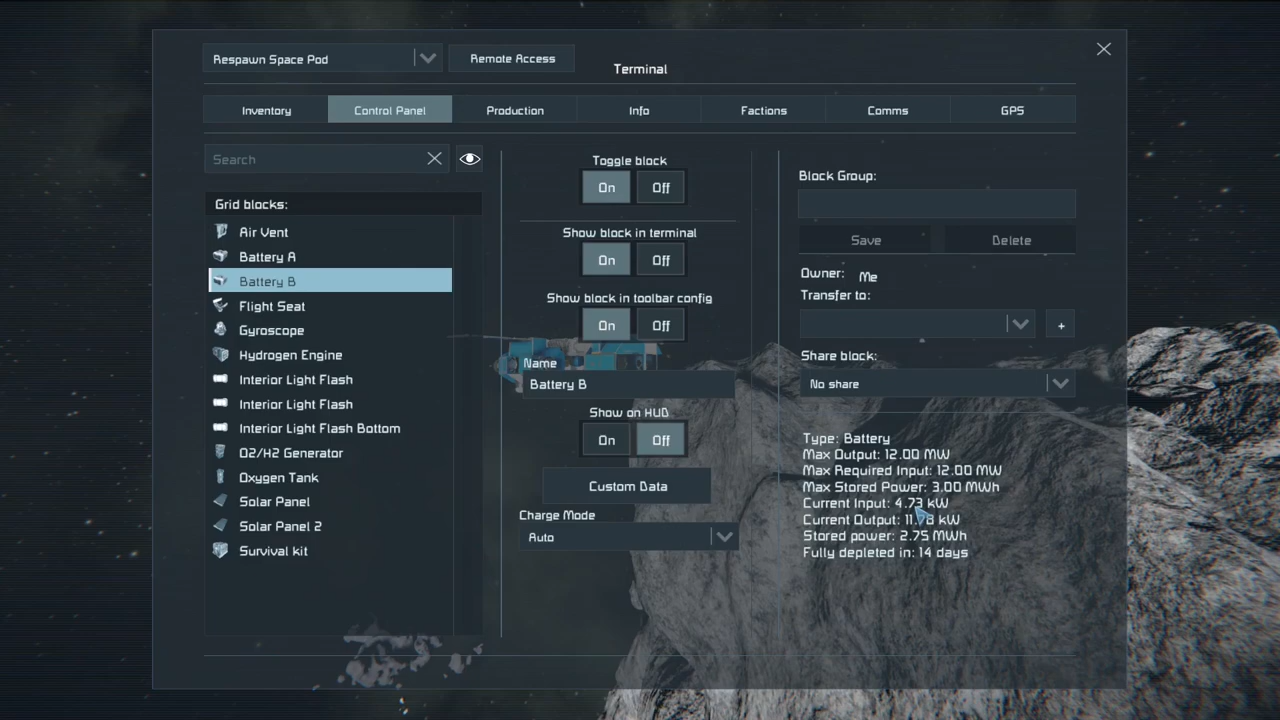 Respawn Space Pod
Remote Access
Terminal
Inventory
Control Panel
Production
Info
Factions
Comms
GPS
Search
Grid blocks:
Air Vent
Battery A
Battery B
Flight Seat
Gyroscope
Hydrogen Engine
Interior Light Flash
Interior Light Flash
Interior Light Flash Bottom
O2/H2 Generator
Oxygen Tank
Solar Panel
Solar Panel 2
Survival kit
Toggle block
On Off
Show block in terminal
On Off
Show block in toolbar config
On Off
Name
Battery B
Show on HUD
On Off
Custom Data
Charge Mode
Auto
Block Group:
Save Delete
Owner: Me
Transfer to:
+
Share block:
No share
Type: Battery
Max Output: 12.00 MW
Max Required Input: 12.00 MW
Max Stored Power: 3.00 MWh
Current Input: 4.73 kW
Current Output: kW
Stored power: 2.75 MWh
Fully depleted in: 14 days